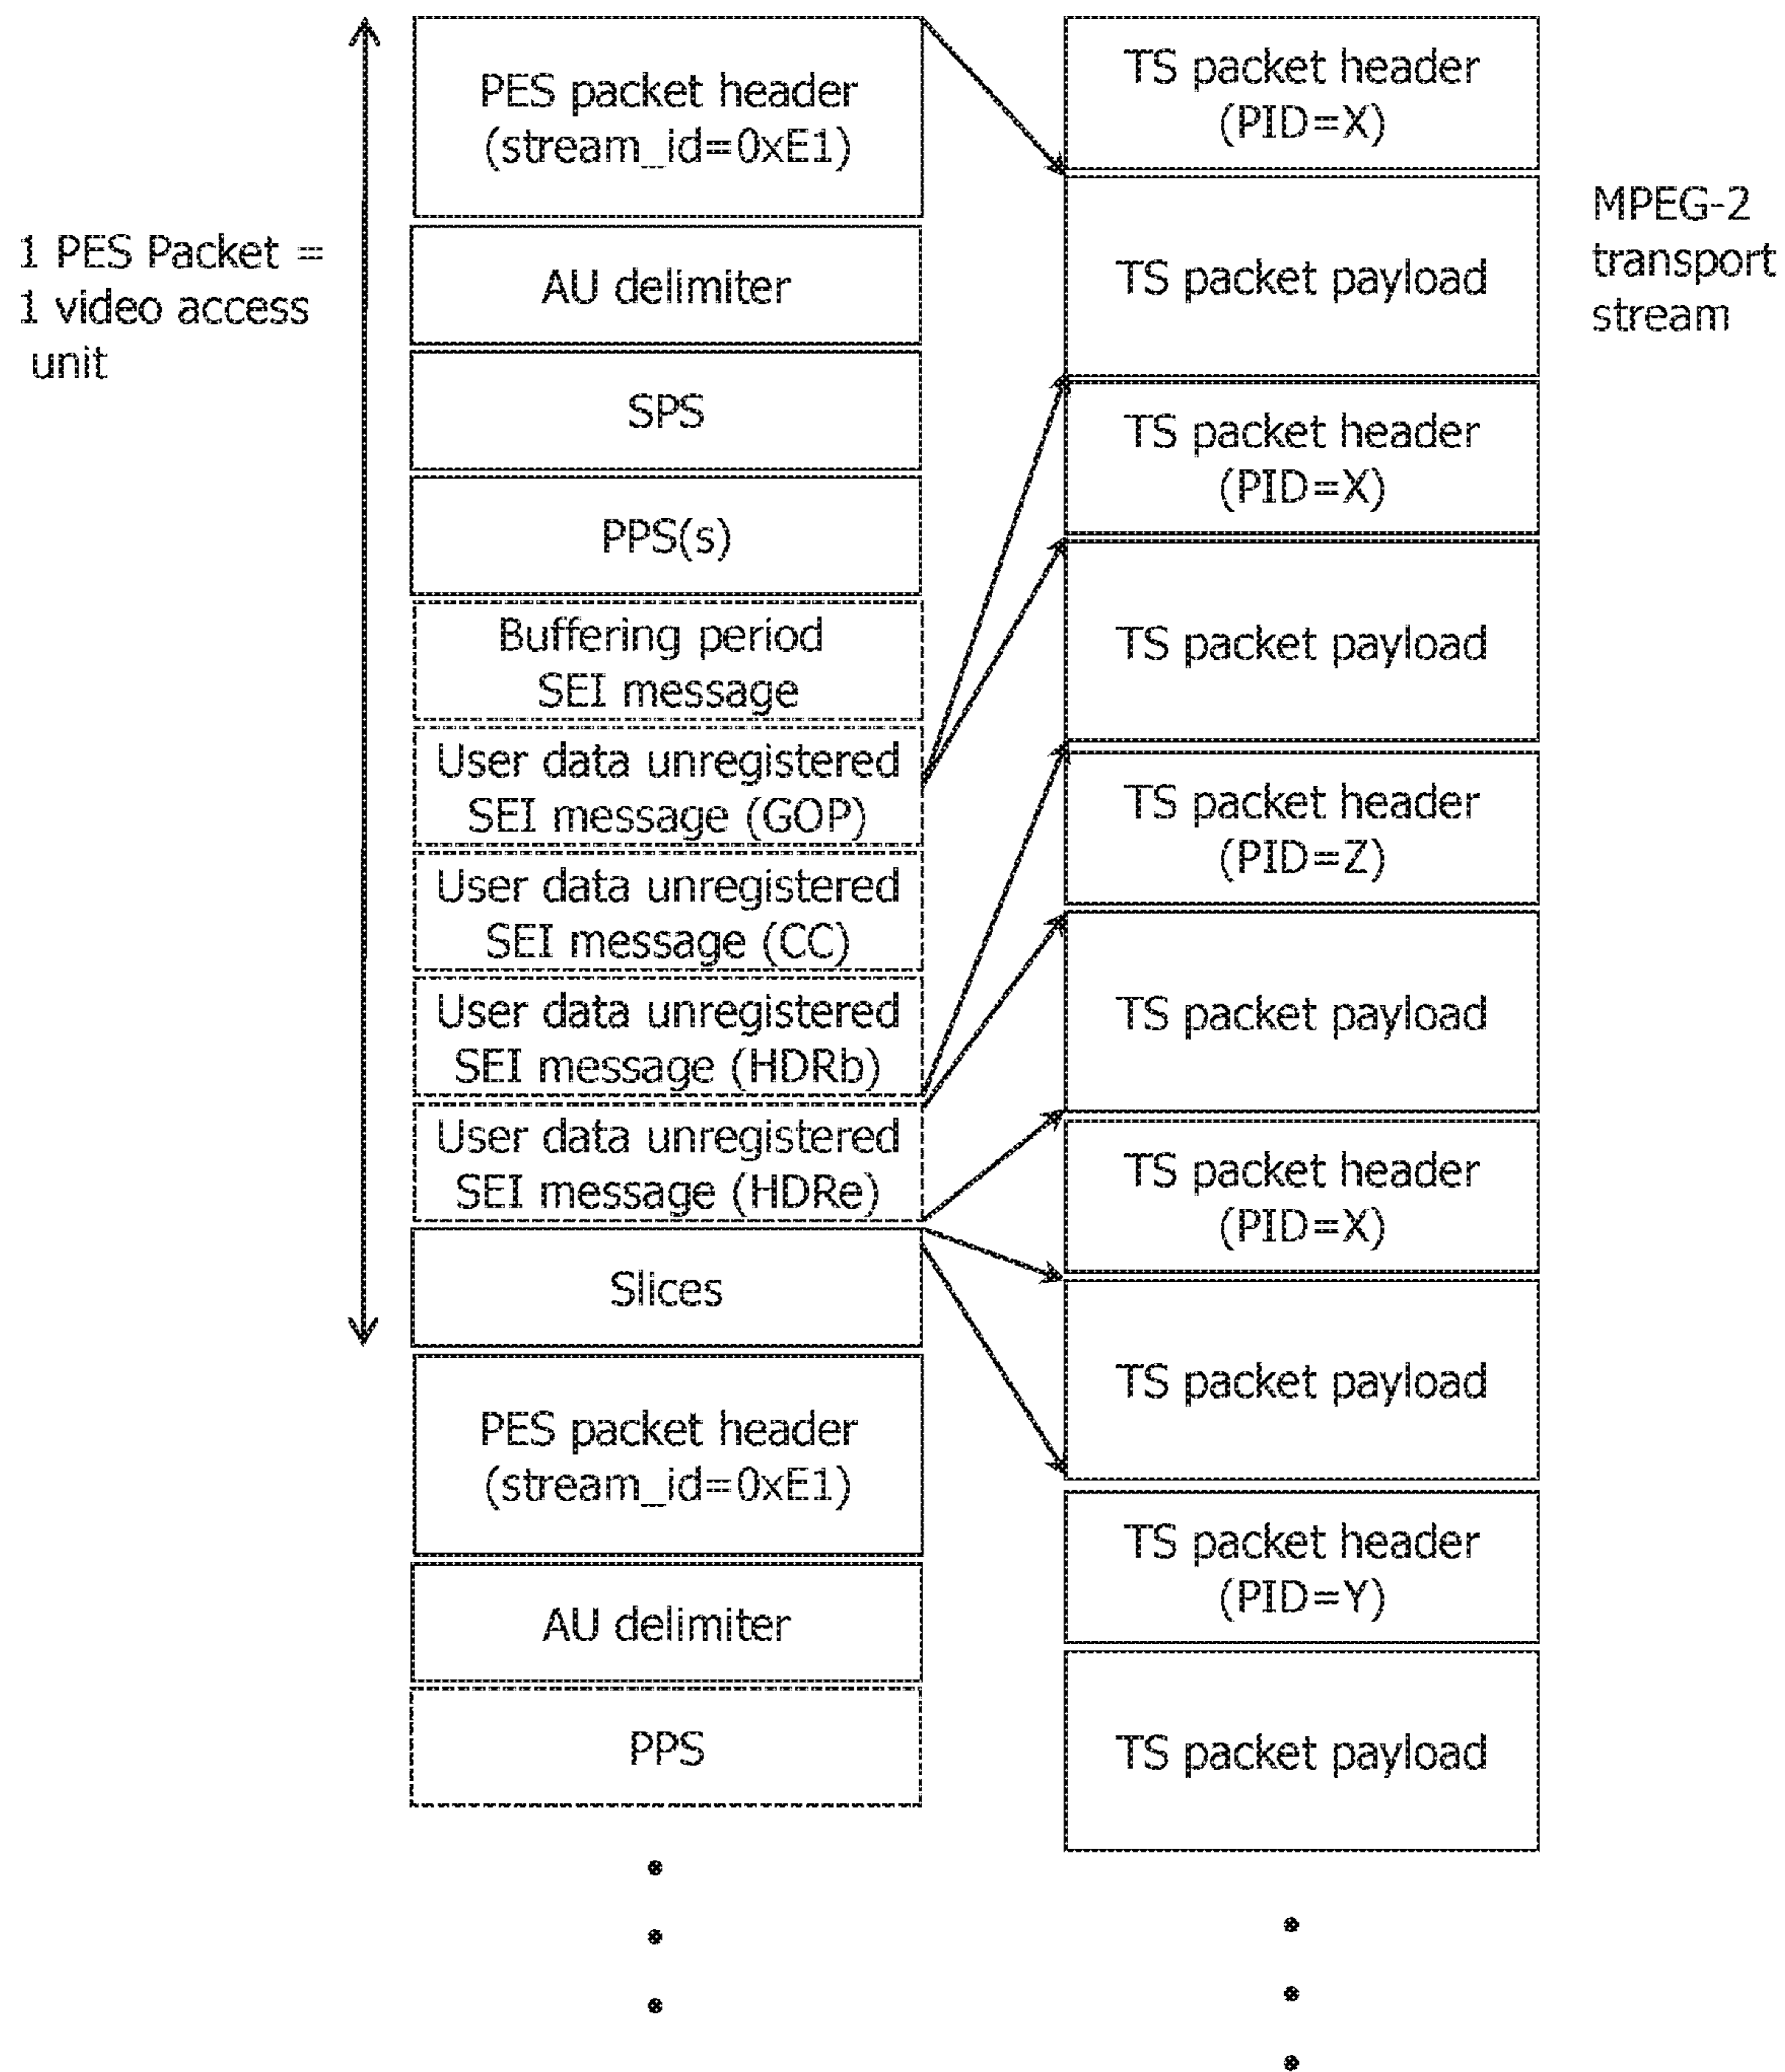 1 PES Packet =
1 video access
unit
PES packet header
(stream_id=0xE1)
AU delimiter
SPS
PPS(s)
Buffering period
SEI message
User data unregistered
SEI message (GOP)
User data unregistered
SEI message (CC)
User data unregistered
SEI message (HDRb)
User data unregistered
SEI message (HDRe)
Slices
PES packet header
(stream_id=0xE1)
AU delimiter
PPS
TS packet header
(PID=X)
TS packet payload
TS packet header
(PID=X)
TS packet payload
TS packet header
(PID=Z)
TS packet payload
TS packet header
(PID=X)
TS packet payload
TS packet header
(PID=Y)
TS packet payload
MPEG-2
transport
stream